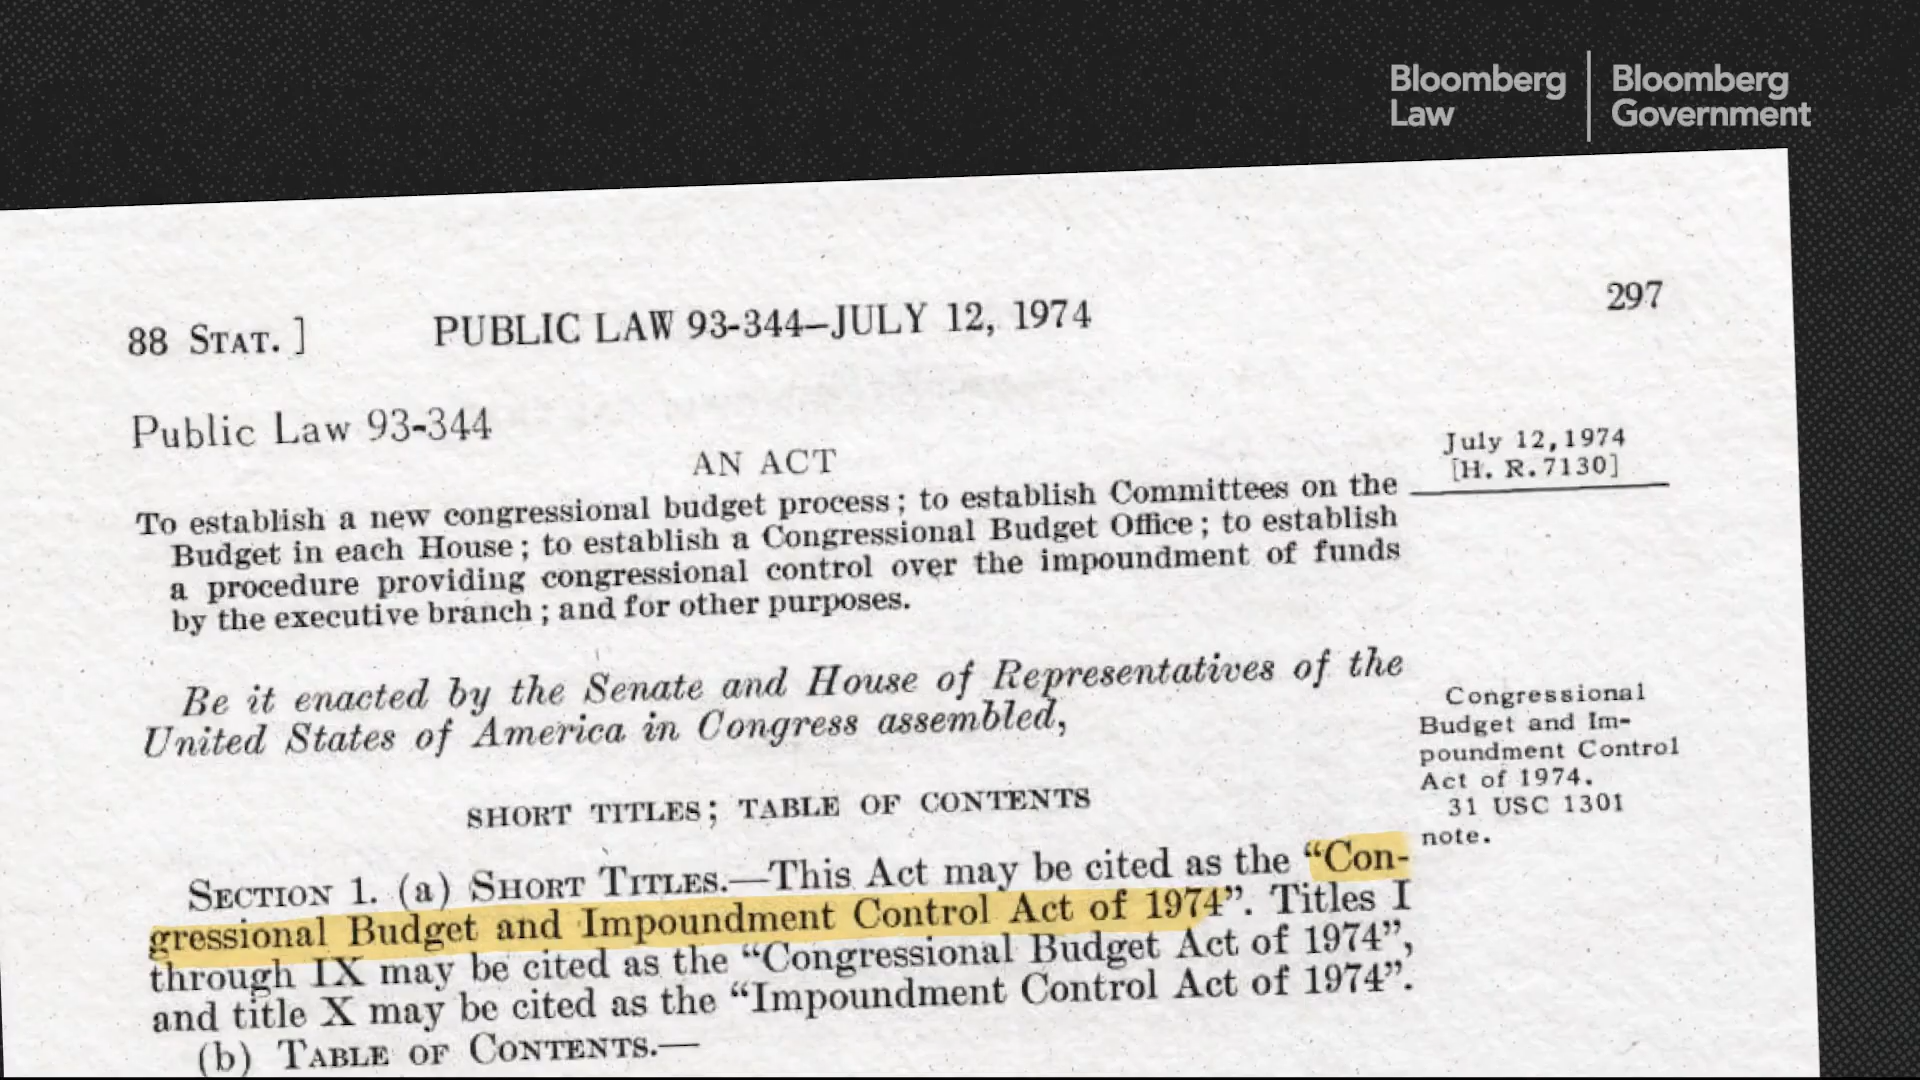 Bloomberg Law
Bloomberg Government
88 STAT. ]
PUBLIC LAW 93-344–JULY 12, 1974
297
Public Law 93-344
AN ACT
July 12,1974
[H. R.7130]
To establish a new congressional budget process; to establish Committees on the
Budget in each House; to establish a Congressional Budget Office; to establish
a procedure providing congressional control over the impoundment of funds
by the executive branch; and for other purposes.
Be it enacted by the Senate and House of Representatives of the
United States of America in Congress assembled,
Congressional
Budget and Im-
poundment Control
Act of 1974.
31 USC 1301
note.
SHORT TITLES; TABLE OF CONTENTS
SECTION 1. (a) SHORT TITLES.—This Act may be cited as the “Con-
gressional Budget and Impoundment Control Act of 1974”. Titles I
through IX may be cited as the “Congressional Budget Act of 1974”,
and title X may be cited as the “Impoundment Control Act of 1974”.
(b) TABLE OF CONTENTS.—